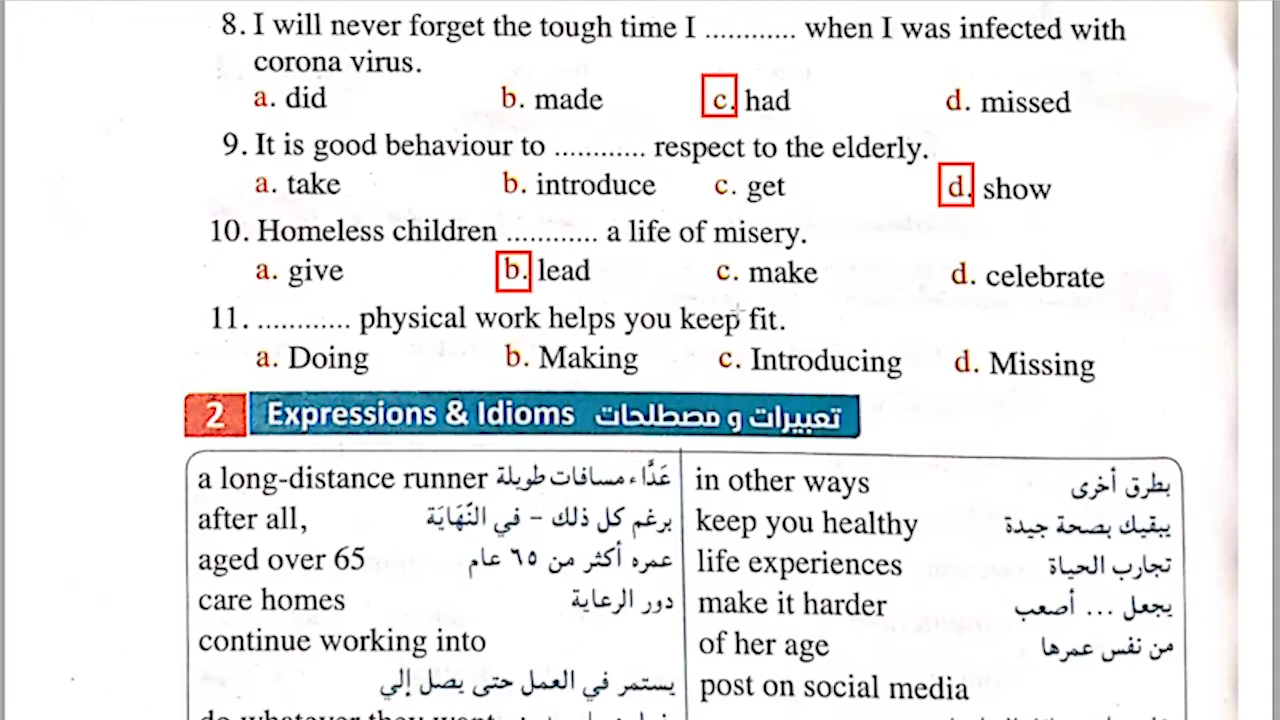 8. I will never forget the tough time I ............ when I was infected with
corona virus.
a. did b. made c. had d. missed
9. It is good behaviour to ............ respect to the elderly.
a. take b. introduce c. get d. show
10. Homeless children ............ a life of misery.
a. give b. lead c. make d. celebrate
11. ............ physical work helps you keep fit.
a. Doing b. Making c. Introducing d. Missing
2 Expressions & Idioms تعبيرات و مصطلحات
a long-distance runner عَدَّاء مسافات طويلة
after all, برغم كل ذلك – في النِّهَايَة
aged over 65 عمره أكثر من ٦٥ عام
care homes دور الرعاية
continue working into
يستمر في العمل حتى يصل إلي
do whatever they want
in other ways بطرق أخرى
keep you healthy يبقيك بصحة جيدة
life experiences تجارب الحياة
make it harder يجعل ... أصعب
of her age من نفس عمرها
post on social media